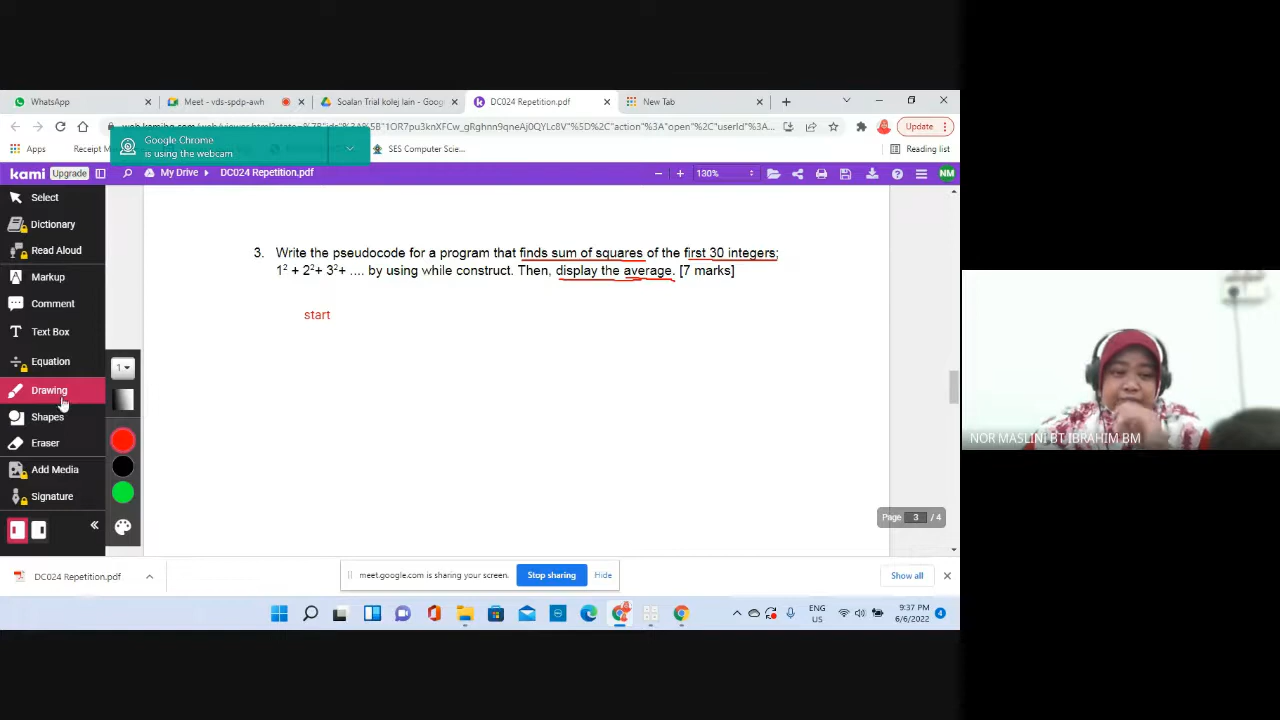 WhatsApp
Meet - vds-spdp-awh
Soalan Trial kolej lain - Goog
DC024 Repetition.pdf
New Tab
Update
Apps
Receipt M
SES Computer Scie...
Reading list
Google Chrome
is using the webcam
kami
Upgrade
My Drive
DC024 Repetition.pdf
130%
NM
Select
Dictionary
Read Aloud
Markup
Comment
Text Box
Equation
Drawing
Shapes
Eraser
Add Media
Signature
1
3. Write the pseudocode for a program that finds sum of squares of the first 30 integers;
1² + 2²+ 3²+ .... by using while construct. Then, display the average. [7 marks]
start
Page 3 / 4
NOR MASLINI BT IBRAHIM BM
DC024 Repetition.pdf
meet.google.com is sharing your screen.
Stop sharing
Hide
Show all
ENG
US
9:37 PM
6/6/2022
4